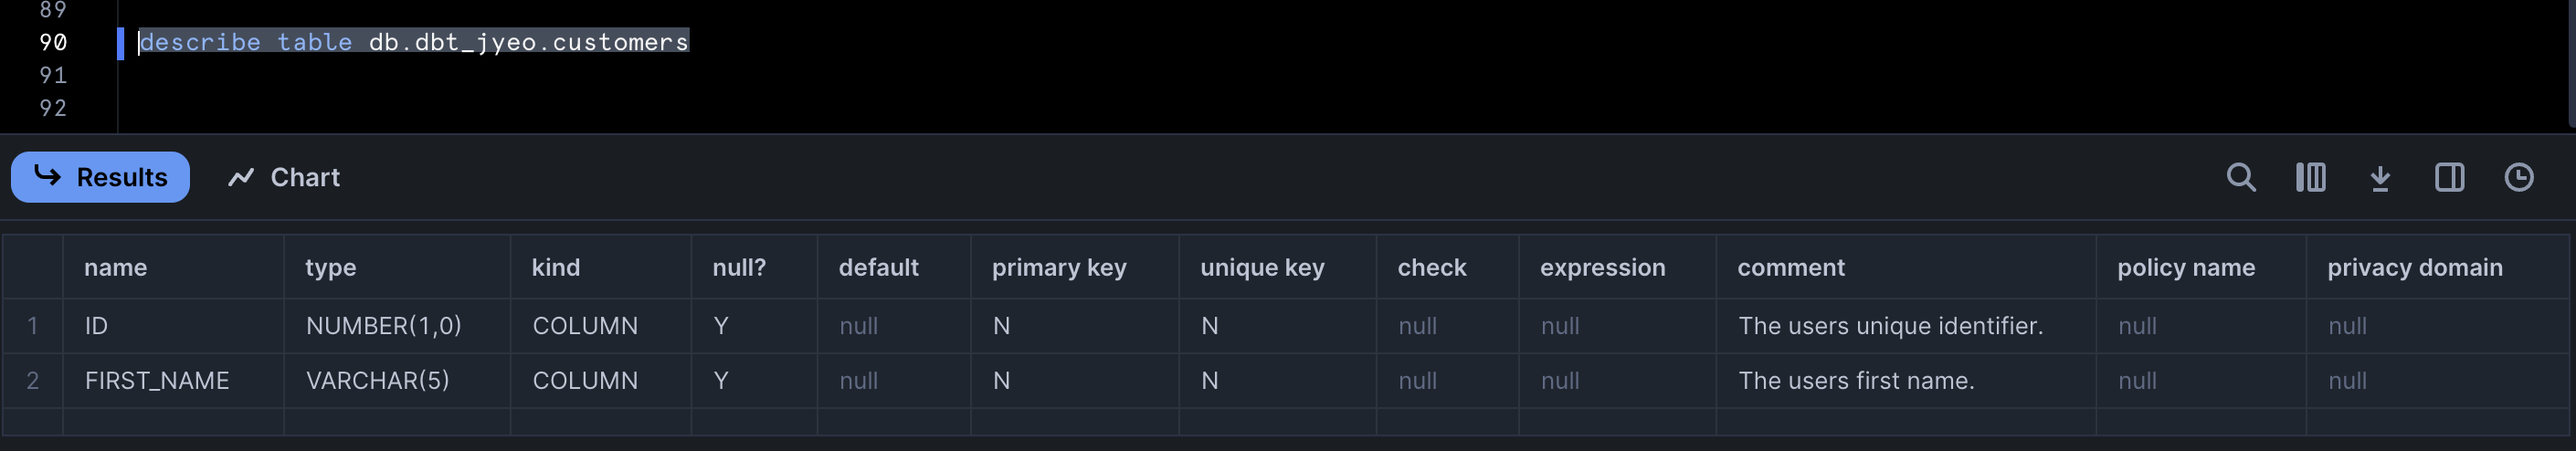 89
90 describe table db.dbt_jyeo.customers
91
92
Results Chart
name type kind null? default primary key unique key check expression comment policy name privacy domain
1 ID NUMBER(1,0) COLUMN Y null N N null null The users unique identifier. null null
2 FIRST_NAME VARCHAR(5) COLUMN Y null N N null null The users first name. null null